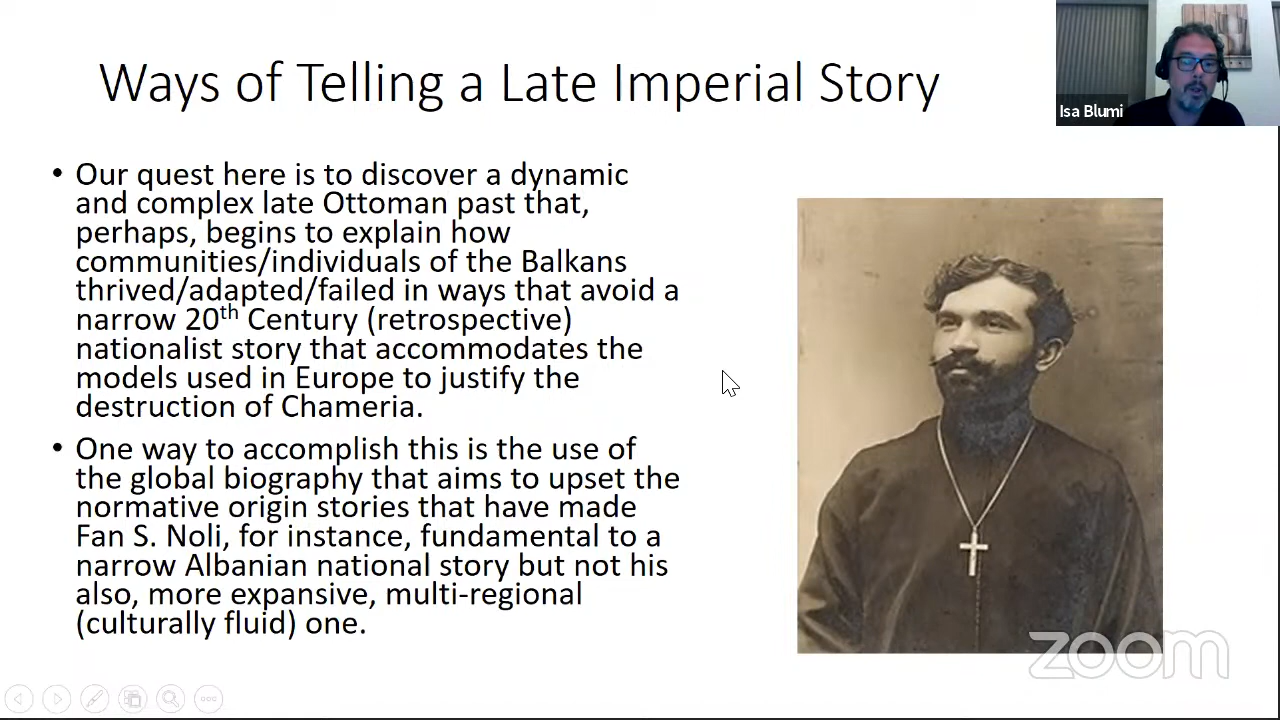 Ways of Telling a Late Imperial Story
Isa Blumi
• Our quest here is to discover a dynamic
and complex late Ottoman past that,
perhaps, begins to explain how
communities/individuals of the Balkans
thrived/adapted/failed in ways that avoid a
narrow 20th Century (retrospective)
nationalist story that accommodates the
models used in Europe to justify the
destruction of Chameria.
• One way to accomplish this is the use of
the global biography that aims to upset the
normative origin stories that have made
Fan S. Noli, for instance, fundamental to a
narrow Albanian national story but not his
also, more expansive, multi-regional
(culturally fluid) one.
zoom